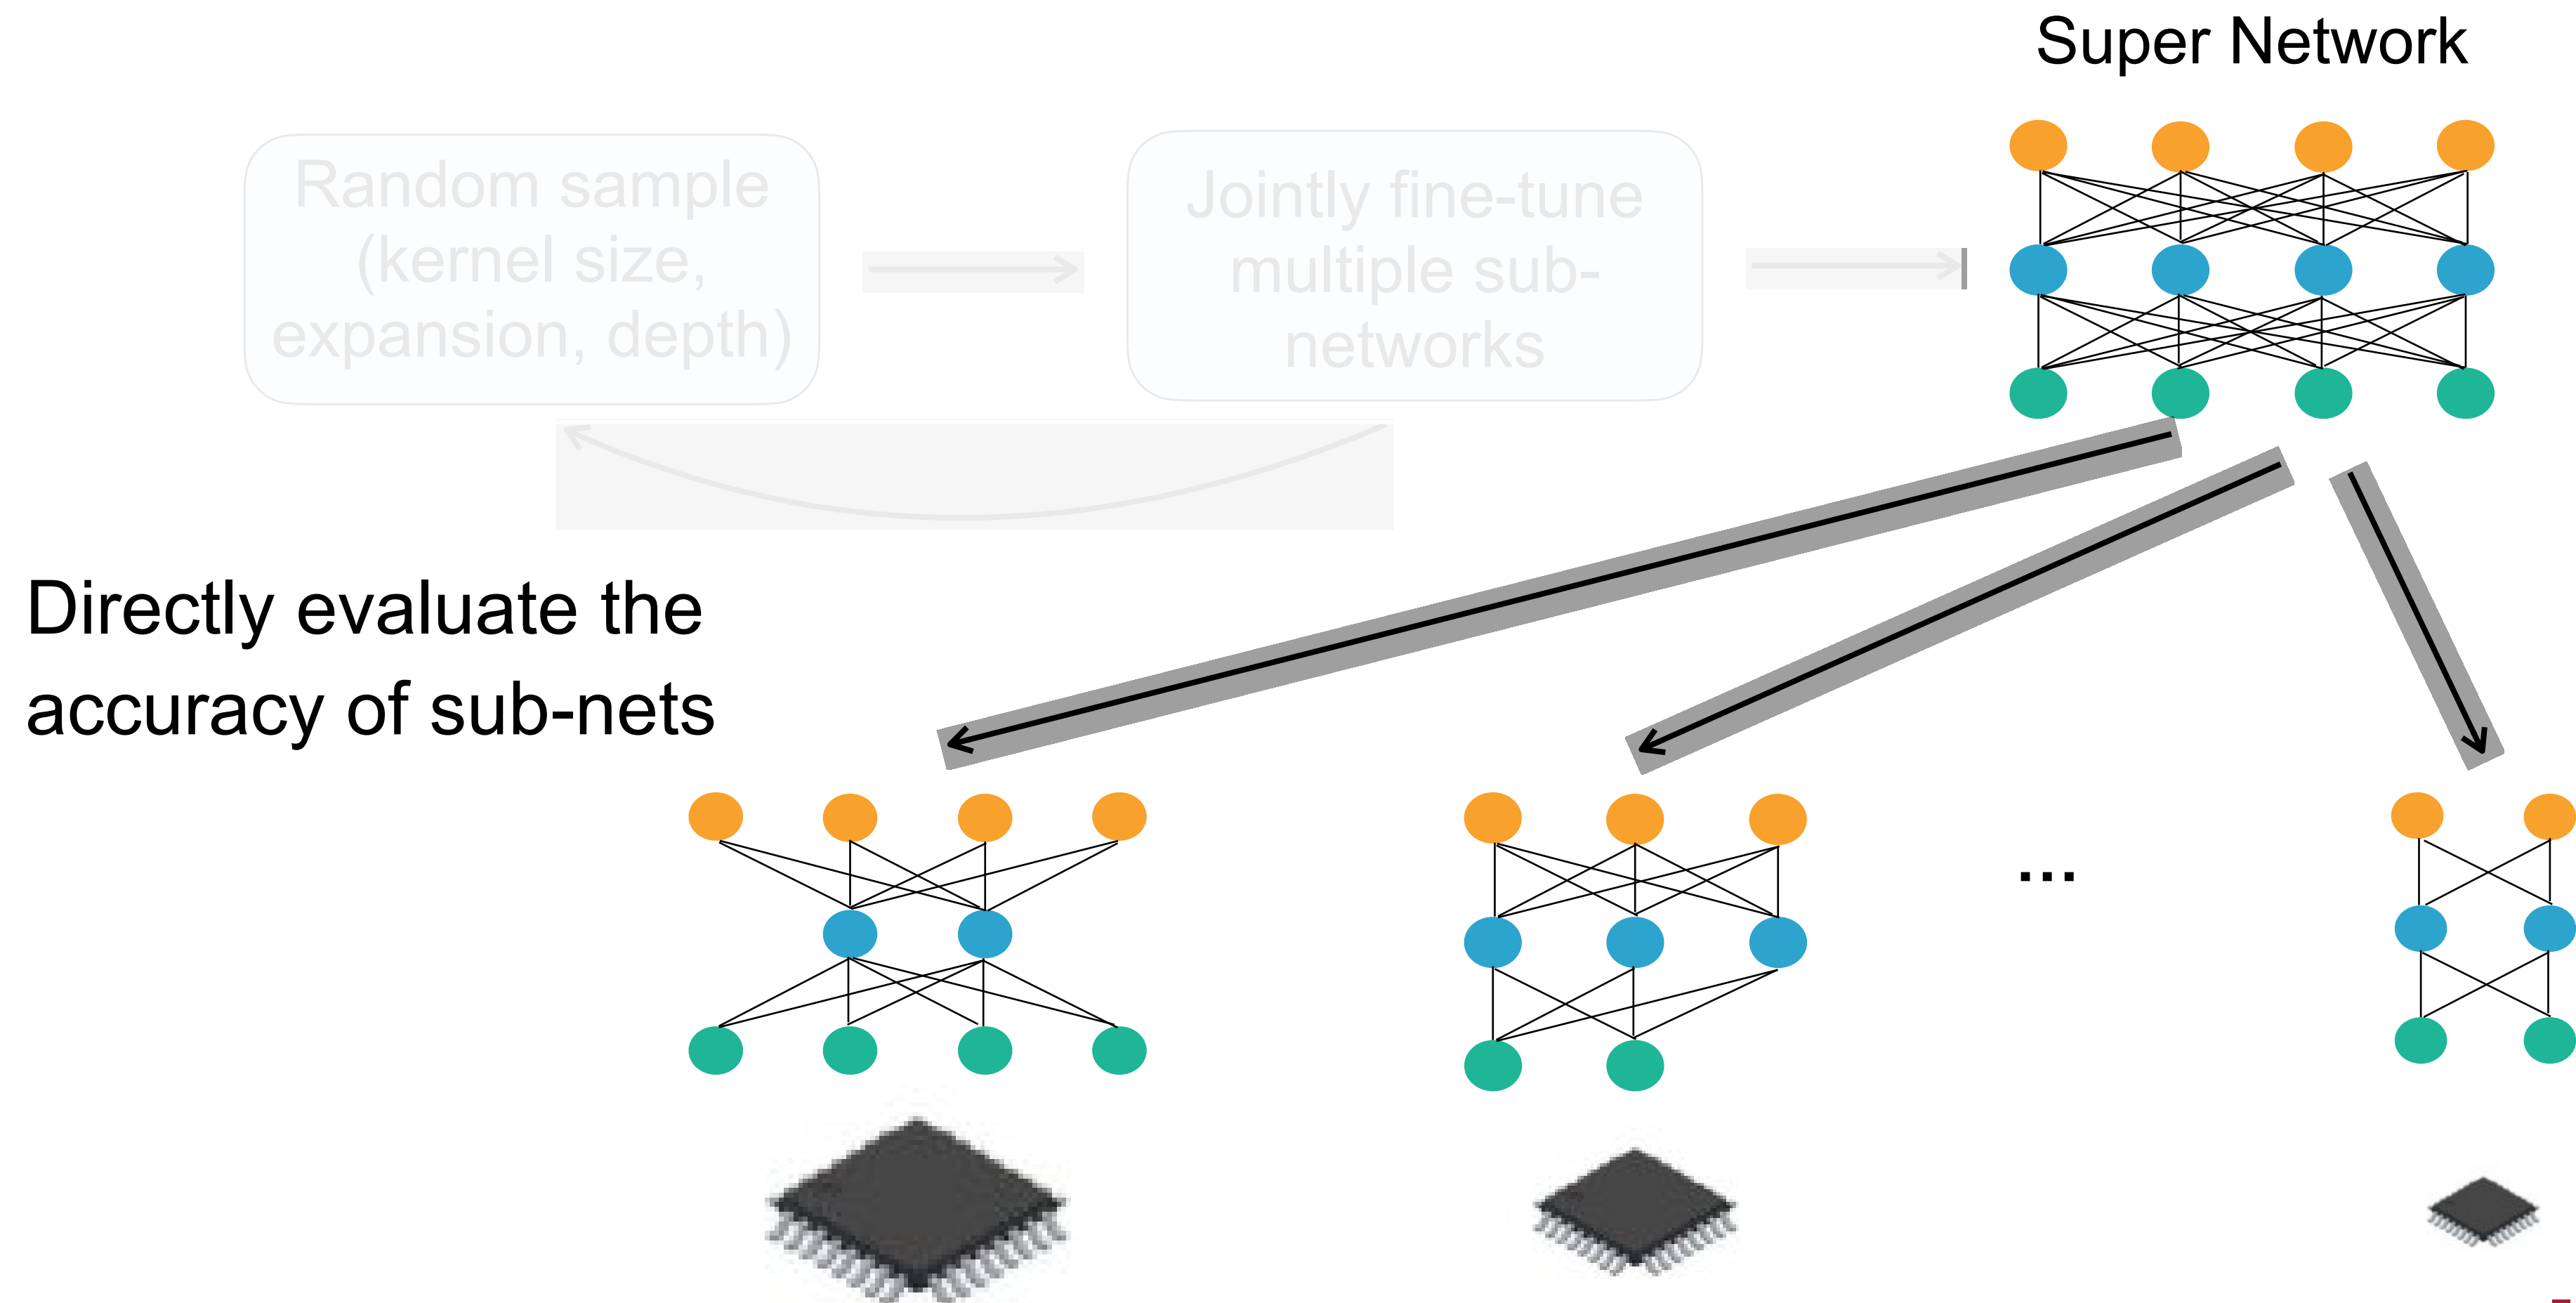 Super Network
Random sample
(kernel size,
expansion, depth)
Jointly fine-tune
multiple sub-
networks
Directly evaluate the
accuracy of sub-nets
...